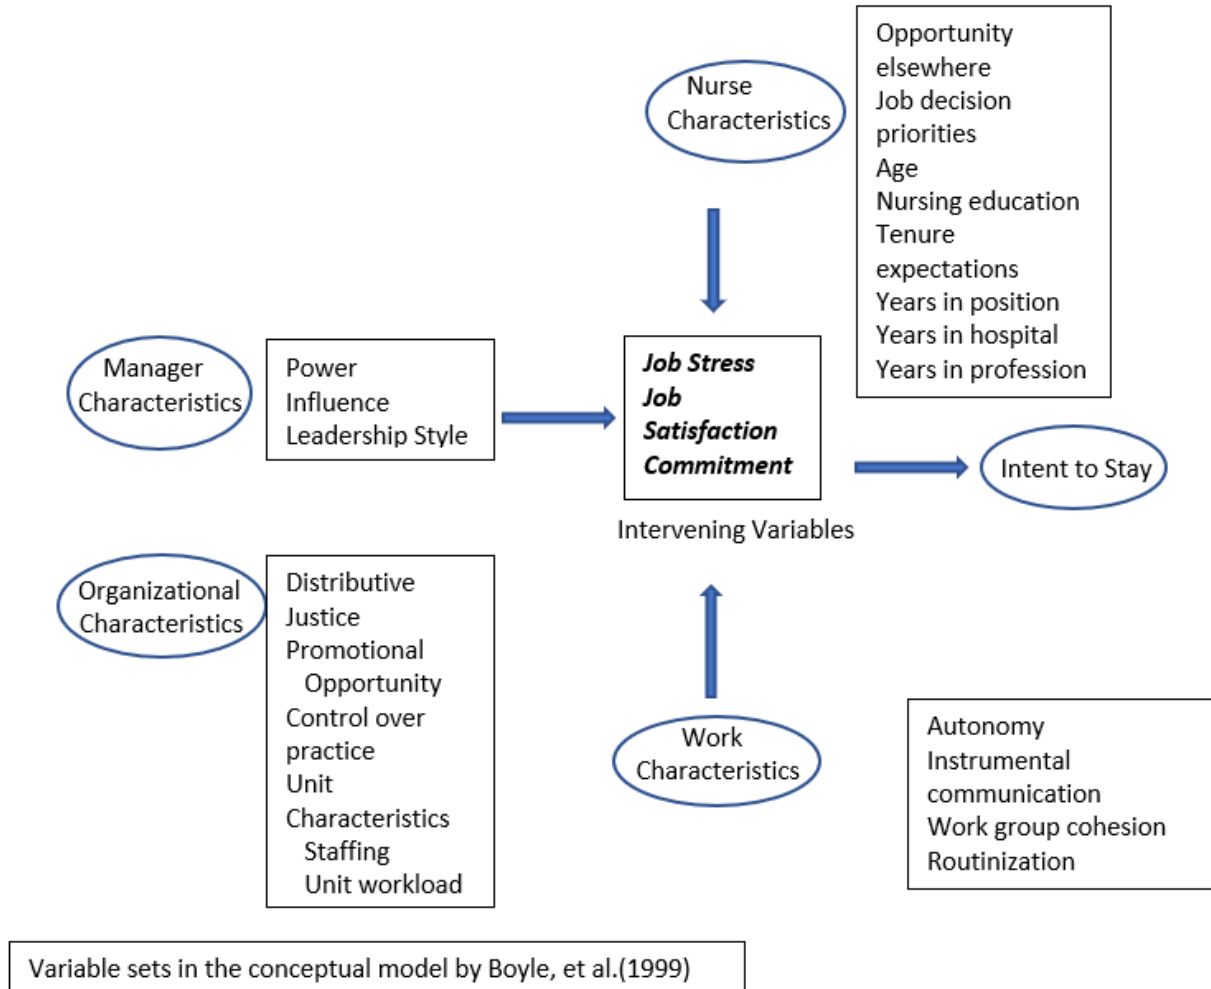 Nurse
Characteristics
Opportunity
elsewhere
Job decision
priorities
Age
Nursing education
Tenure
expectations
Years in position
Years in hospital
Years in profession
Manager
Characteristics
Power
Influence
Leadership Style
Job Stress
Job
Satisfaction
Commitment
Intervening Variables
Intent to Stay
Organizational
Characteristics
Distributive
Justice
Promotional
Opportunity
Control over
practice
Unit
Characteristics
Staffing
Unit workload
Work
Characteristics
Autonomy
Instrumental
communication
Work group cohesion
Routinization
Variable sets in the conceptual model by Boyle, et al.(1999)